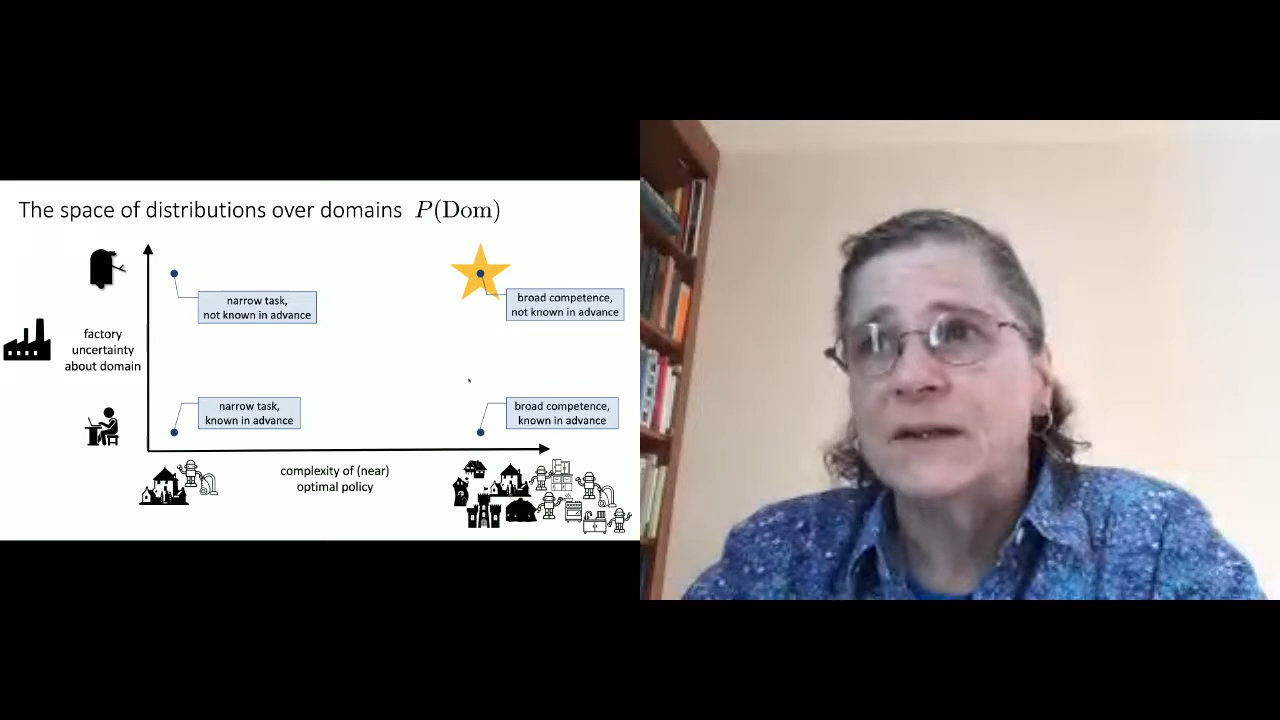 The space of distributions over domains P(Dom)
narrow task,
not known in advance
broad competence,
not known in advance
factory
uncertainty
about domain
narrow task,
known in advance
broad competence,
known in advance
complexity of (near)
optimal policy